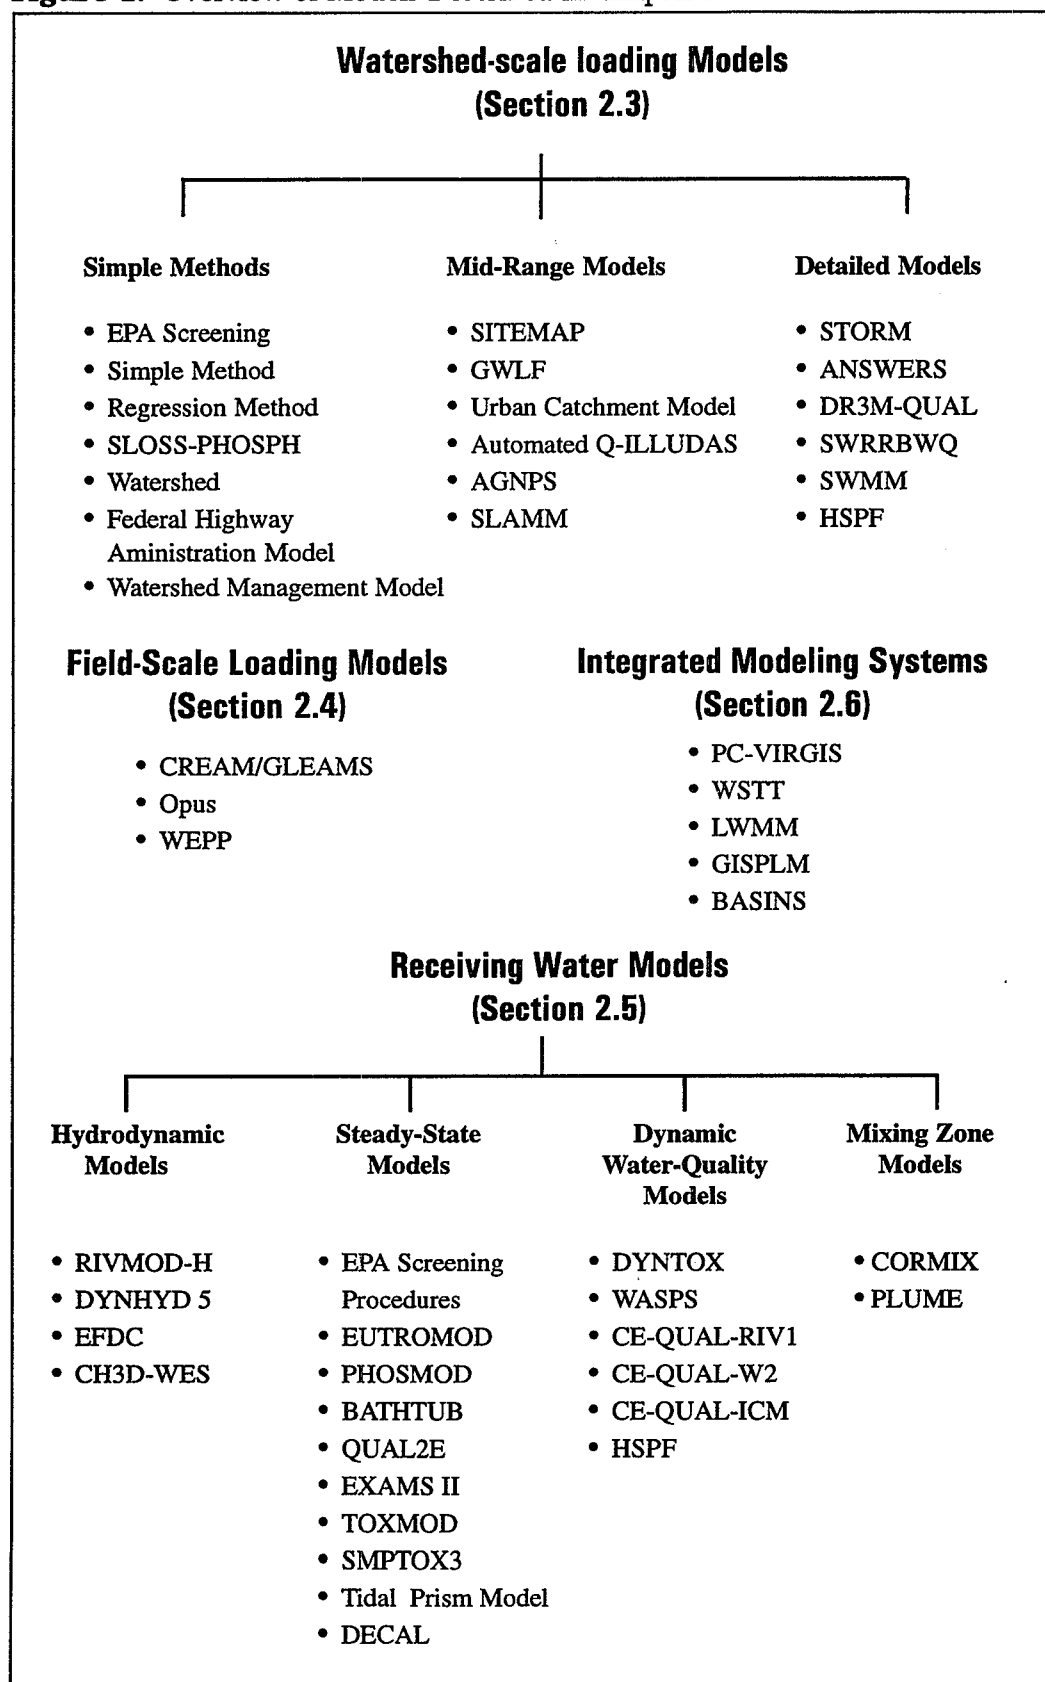 Watershed-scale loading Models
(Section 2.3)
Simple Methods
• EPA Screening
• Simple Method
• Regression Method
• SLOSS-PHOSPH
• Watershed
• Federal Highway
Aministration Model
• Watershed Management Model
Mid-Range Models
• SITEMAP
• GWLF
• Urban Catchment Model
• Automated Q-ILLUDAS
• AGNPS
• SLAMM
Detailed Models
• STORM
• ANSWERS
• DR3M-QUAL
• SWRRBWQ
• SWMM
• HSPF
Field-Scale Loading Models
(Section 2.4)
• CREAM/GLEAMS
• Opus
• WEPP
Integrated Modeling Systems
(Section 2.6)
• PC-VIRGIS
• WSTT
• LWMM
• GISPLM
• BASINS
Receiving Water Models
(Section 2.5)
Hydrodynamic
Models
• RIVMOD-H
• DYNHYD 5
• EFDC
• CH3D-WES
Steady-State
Models
• EPA Screening
Procedures
• EUTROMOD
• PHOSMOD
• BATHTUB
• QUAL2E
• EXAMS II
• TOXMOD
• SMPTOX3
• Tidal Prism Model
• DECAL
Dynamic
Water-Quality
Models
• DYNTOX
• WASPS
• CE-QUAL-RIV1
• CE-QUAL-W2
• CE-QUAL-ICM
• HSPF
Mixing Zone
Models
• CORMIX
• PLUME